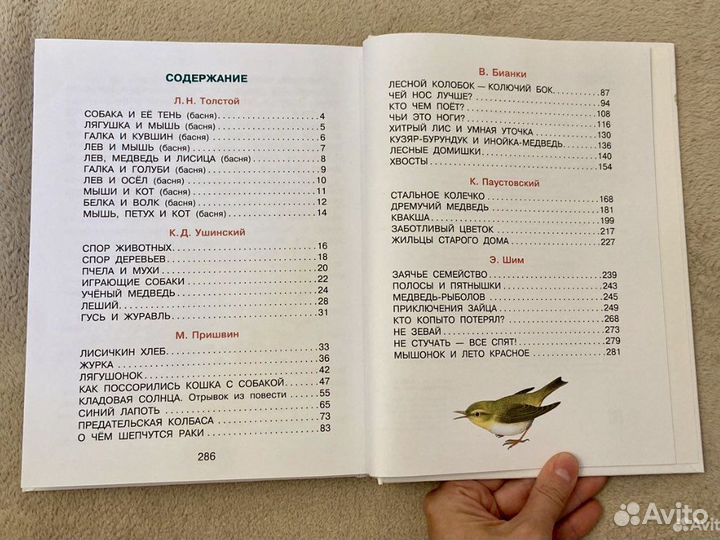 СОДЕРЖАНИЕ
Л. Н. Толстой
СОБАКА И ЕЁ ТЕНЬ (басня) 4
ЛЯГУШКА И МЫШЬ (басня) 5
ГАЛКА И КУВШИН (басня) 6
ЛЕВ И МЫШЬ (басня) 7
ЛЕВ, МЕДВЕДЬ И ЛИСИЦА (басня) 8
ГАЛКА И ГОЛУБИ (басня) 9
ЛЕВ И ОСЁЛ (басня) 10
МЫШИ И КОТ (басня) 11
БЕЛКА И ВОЛК (басня) 12
МЫШЬ, ПЕТУХ И КОТ (басня) 14
К. Д. Ушинский
СПОР ЖИВОТНЫХ 16
СПОР ДЕРЕВЬЕВ 18
ПЧЕЛА И МУХИ 20
ИГРАЮЩИЕ СОБАКИ 22
УЧЁНЫЙ МЕДВЕДЬ 24
ЛЕШИЙ 28
ГУСЬ И ЖУРАВЛЬ 31
М. Пришвин
ЛИСИЧКИН ХЛЕБ 33
ЖУРКА 36
ЛЯГУШОНОК 42
КАК ПОССОРИЛИСЬ КОШКА С СОБАКОЙ 47
КЛАДОВАЯ СОЛНЦА. Отрывок из повести 55
СИНИЙ ЛАПОТЬ 65
ПРЕДАТЕЛЬСКАЯ КОЛБАСА 73
О ЧЁМ ШЕПЧУТСЯ РАКИ 83
286
В. Бианки
ЛЕСНОЙ КОЛОБОК — КОЛЮЧИЙ БОК 87
ЧЕЙ НОС ЛУЧШЕ? 94
КТО ЧЕМ ПОЁТ? 108
ЧЬИ ЭТО НОГИ? 116
ХИТРЫЙ ЛИС И УМНАЯ УТОЧКА 130
КУЗЯР-БУРУНДУК И ИНОЙКА-МЕДВЕДЬ 136
ЛЕСНЫЕ ДОМИШКИ 140
ХВОСТЫ 154
К. Паустовский
СТАЛЬНОЕ КОЛЕЧКО 168
ДРЕМУЧИЙ МЕДВЕДЬ 181
КВАКША 199
ЗАБОТЛИВЫЙ ЦВЕТОК 217
ЖИЛЬЦЫ СТАРОГО ДОМА 227
Э. Шим
ЗАЯЧЬЕ СЕМЕЙСТВО 239
ПОЛОСЫ И ПЯТНЫШКИ 243
МЕДВЕДЬ-РЫБОЛОВ 245
ПРИКЛЮЧЕНИЯ ЗАЙЦА 249
КТО КОПЫТО ПОТЕРЯЛ? 268
НЕ ЗЕВАЙ 273
НЕ СТУЧАТЬ — ВСЕ СПЯТ! 279
МЫШОНОК И ЛЕТО КРАСНОЕ 281
Avito
Avito